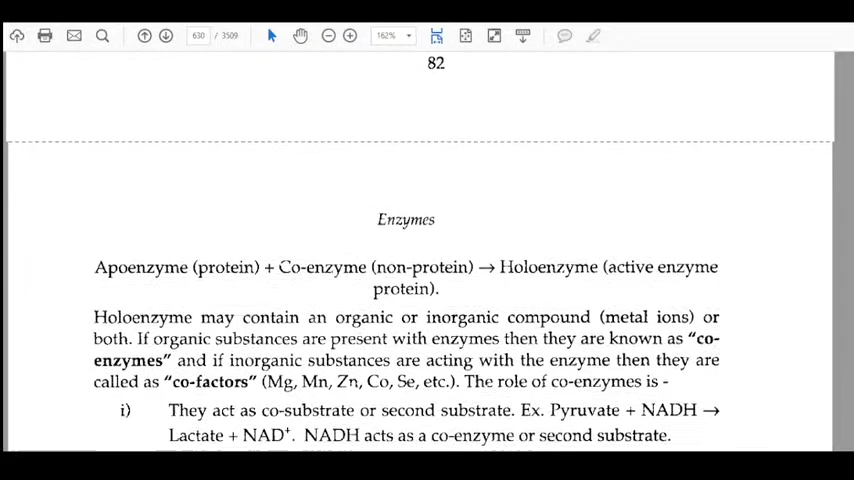 630 / 3509
162%
82
Enzymes
Apoenzyme (protein) + Co-enzyme (non-protein) → Holoenzyme (active enzyme
protein).
Holoenzyme may contain an organic or inorganic compound (metal ions) or
both. If organic substances are present with enzymes then they are known as "co-
enzymes" and if inorganic substances are acting with the enzyme then they are
called as "co-factors" (Mg, Mn, Zn, Co, Se, etc.). The role of co-enzymes is -
i) They act as co-substrate or second substrate. Ex. Pyruvate + NADH →
Lactate + NAD⁺. NADH acts as a co-enzyme or second substrate.